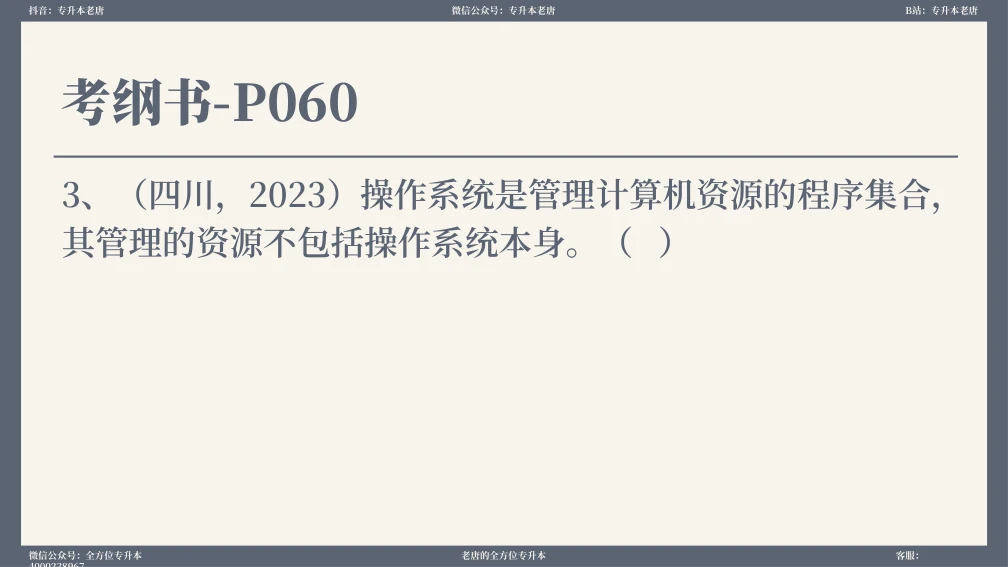 抖音：专升本老唐
微信公众号：专升本老唐
B站：专升本老唐
考纲书-P060
3、（四川，2023）操作系统是管理计算机资源的程序集合，
其管理的资源不包括操作系统本身。（ ）
微信公众号：全方位专升本
老唐的全方位专升本
客服：
4000238967